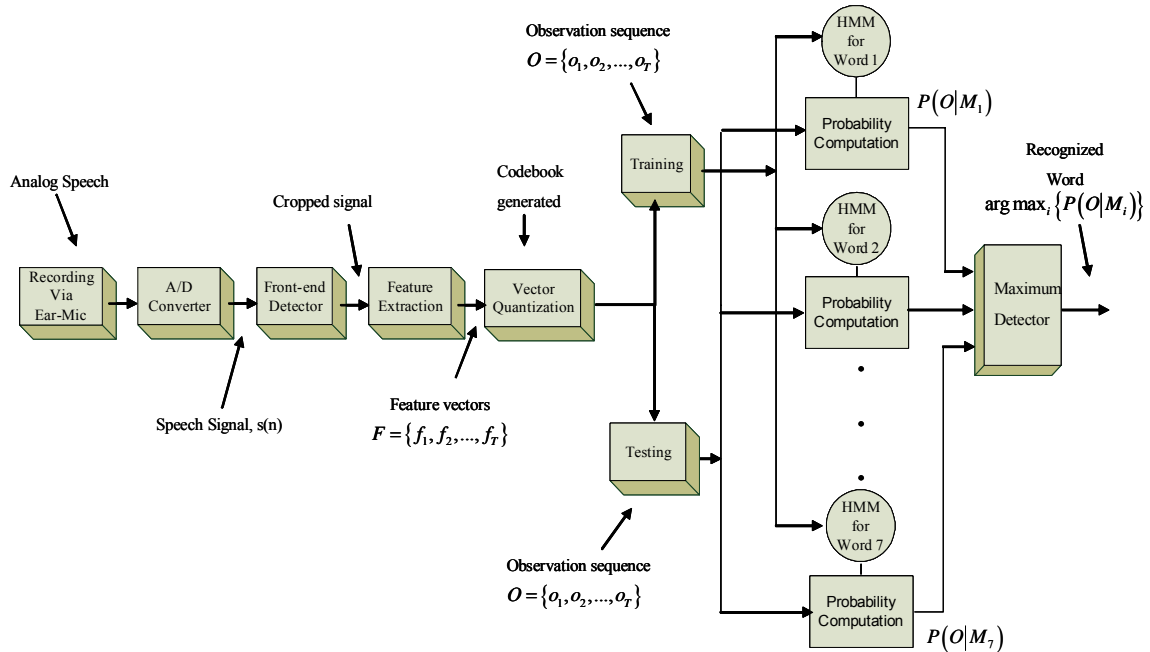 Analog Speech
Recording
Via
Ear-Mic
A/D
Converter
Speech Signal, s(n)
Front-end
Detector
Cropped signal
Feature
Extraction
Feature vectors
F = {f₁, f₂, ..., f_T}
Codebook
generated
Vector
Quantization
Observation sequence
O = {o₁, o₂, ..., o_T}
Training
Testing
Observation sequence
O = {o₁, o₂, ..., o_T}
HMM
for
Word 1
Probability
Computation
P(O|M₁)
HMM
for
Word 2
Probability
Computation
HMM
for
Word 7
Probability
Computation
P(O|M₇)
Maximum
Detector
Recognized
Word
arg maxᵢ {P(O|Mᵢ)}